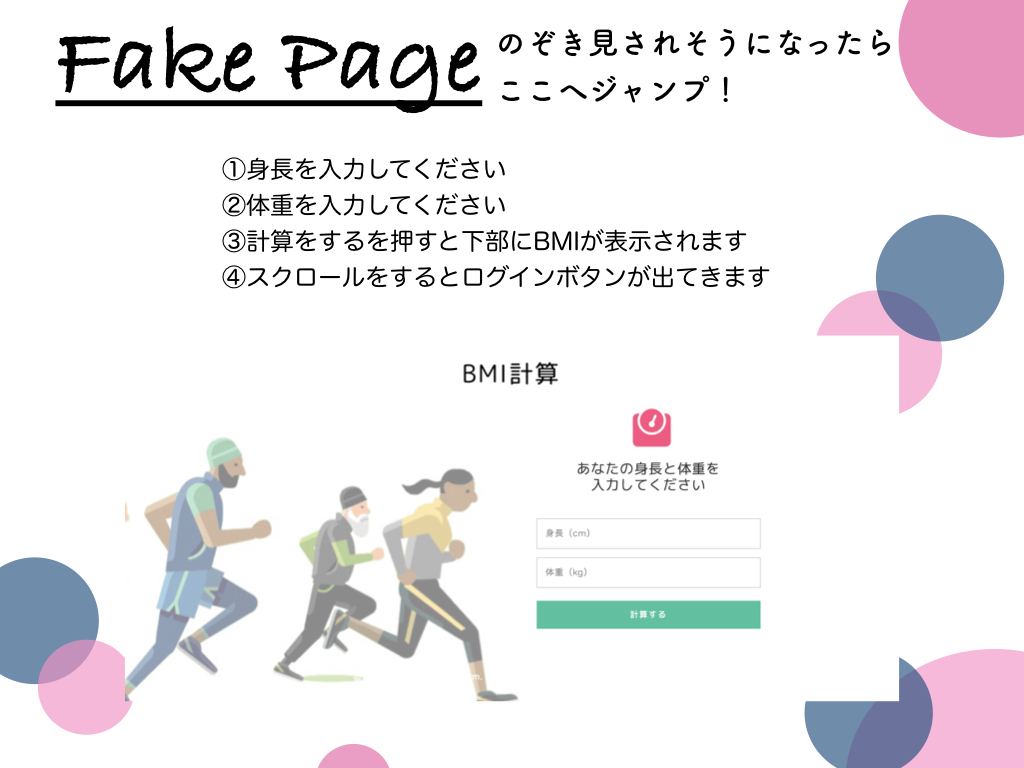 Fake Page
のぞき見されそうになったら
ここへジャンプ！
①身長を入力してください
②体重を入力してください
③計算をするを押すと下部にBMIが表示されます
④スクロールをするとログインボタンが出てきます
BMI計算
あなたの身長と体重を
入力してください
身長（cm）
体重（kg）
計算する